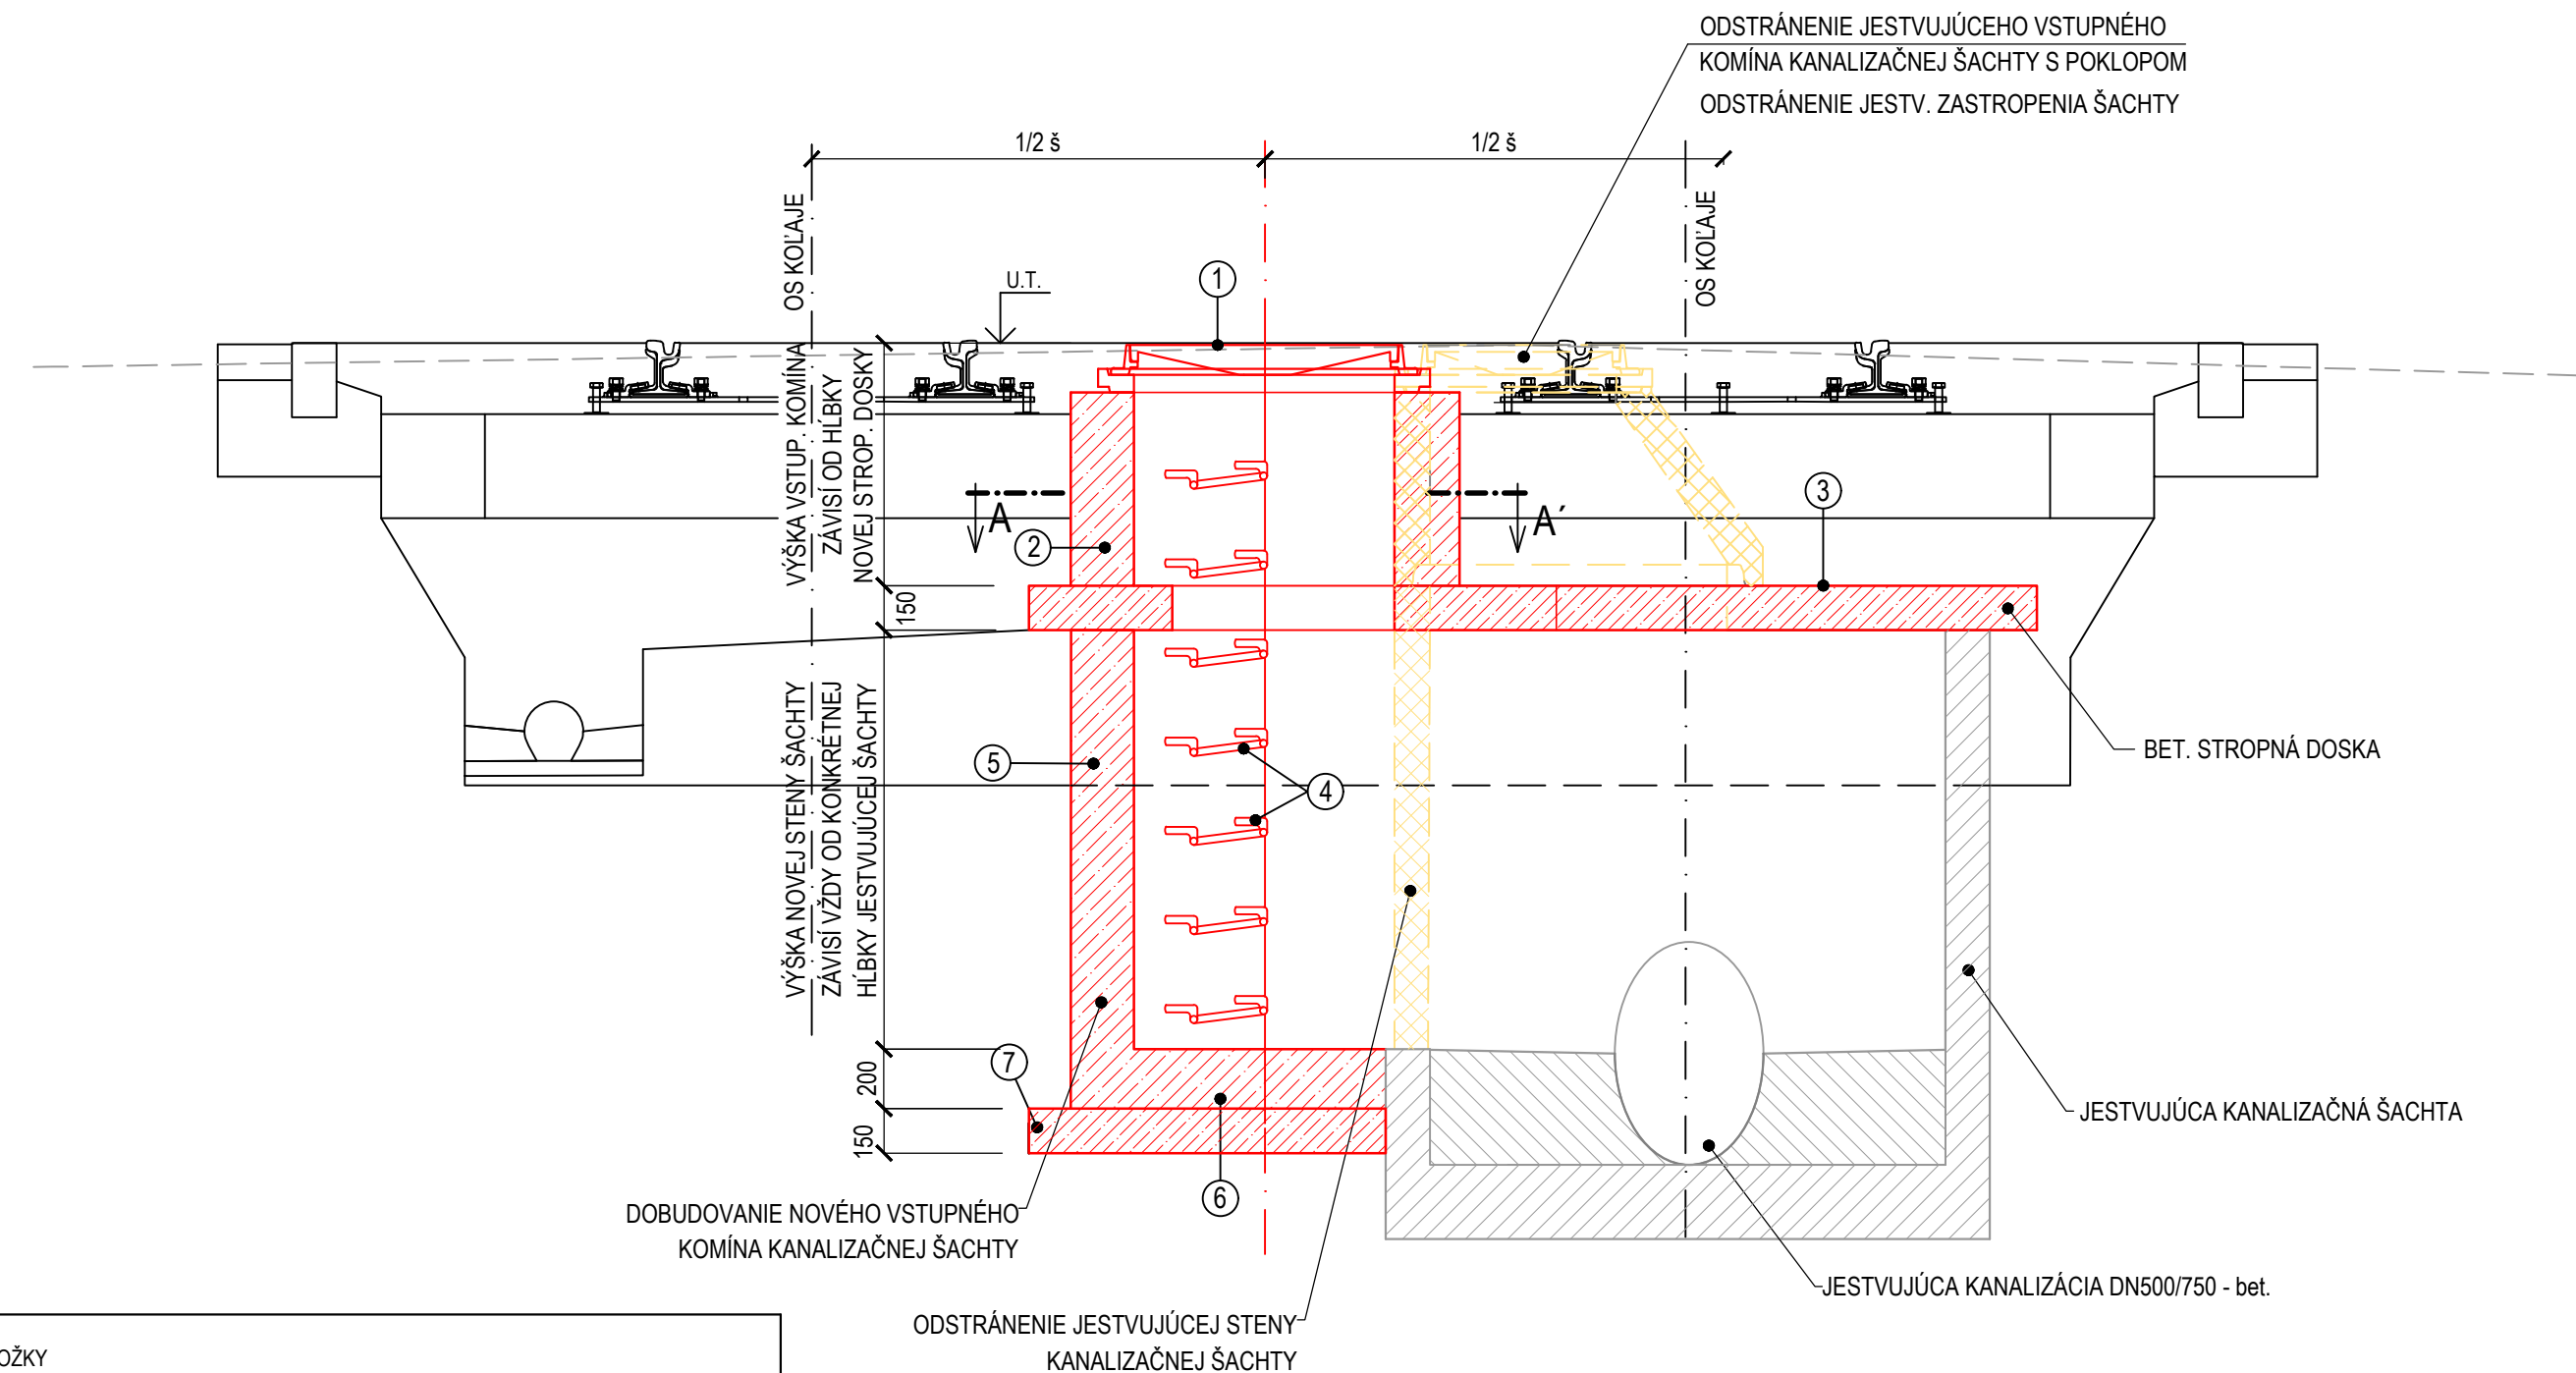 ODSTRÁNENIE JESTVUJÚCEHO VSTUPNÉHO
KOMÍNA KANALIZAČNEJ ŠACHTY S POKLOPOM
ODSTRÁNENIE JESTV. ZASTROPENIA ŠACHTY
1/2 š
1/2 š
OS KOĽAJE
OS KOĽAJE
U.T.
1
VÝŠKA VSTUP. KOMÍNA
ZÁVISÍ OD HĹBKY
NOVEJ STROP. DOSKY
A
A´
2
3
150
VÝŠKA NOVEJ STENY ŠACHTY
ZÁVISÍ VŽDY OD KONKRÉTNEJ
HĹBKY JESTVUJÚCEJ ŠACHTY
5
4
BET. STROPNÁ DOSKA
7
200
150
6
JESTVUJÚCA KANALIZAČNÁ ŠACHTA
DOBUDOVANIE NOVÉHO VSTUPNÉHO
KOMÍNA KANALIZAČNEJ ŠACHTY
JESTVUJÚCA KANALIZÁCIA DN500/750 - bet.
ODSTRÁNENIE JESTVUJÚCEJ STENY
KANALIZAČNEJ ŠACHTY
OŽKY